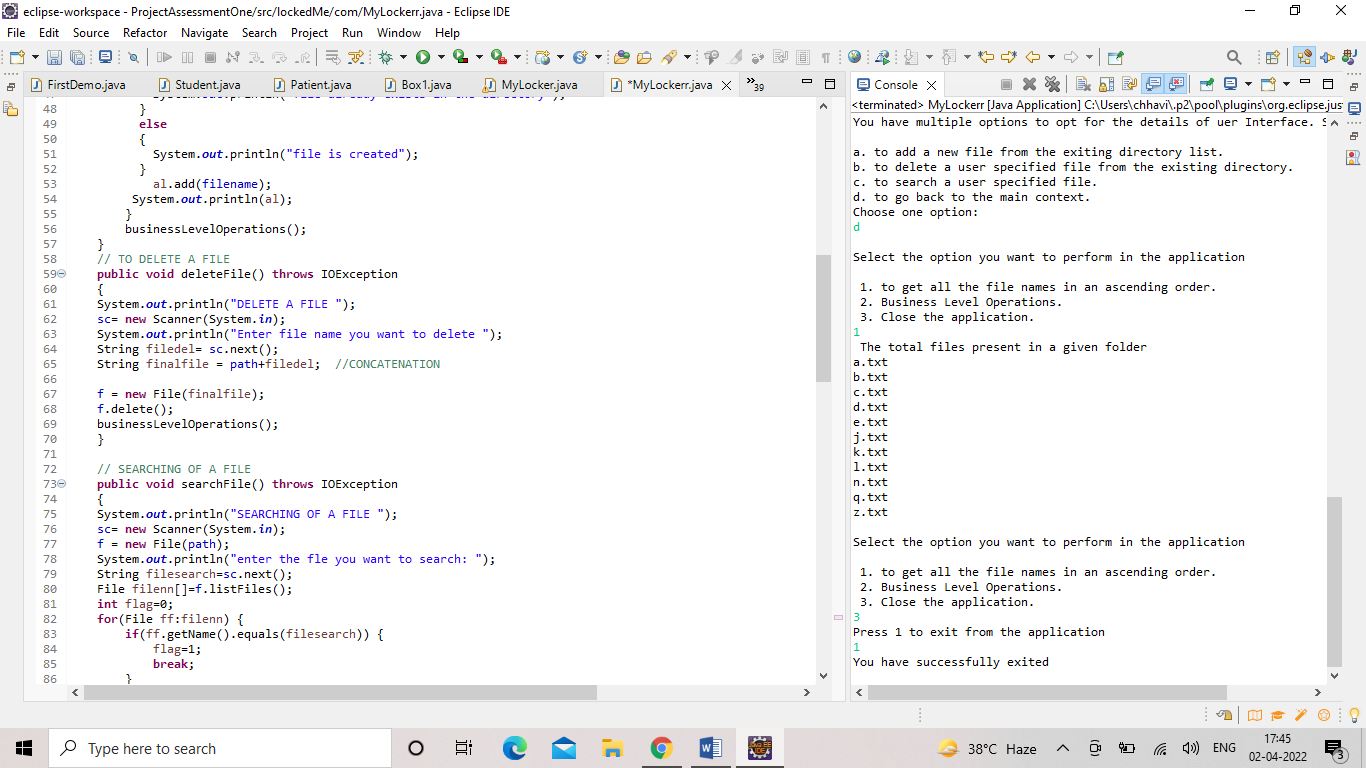 eclipse-workspace - ProjectAssessmentOne/src/lockedMe/com/MyLockerr.java - Eclipse IDE
File Edit Source Refactor Navigate Search Project Run Window Help
FirstDemo.java Student.java Patient.java Box1.java MyLocker.java *MyLockerr.java »39
48 }
49 else
50 {
51 System.out.println("file is created");
52 }
53 al.add(filename);
54 System.out.println(al);
55 }
56 businessLevelOperations();
57 }
58 // TO DELETE A FILE
59 public void deleteFile() throws IOException
60 {
61 System.out.println("DELETE A FILE ");
62 sc= new Scanner(System.in);
63 System.out.println("Enter file name you want to delete ");
64 String filedel= sc.next();
65 String finalfile = path+filedel; //CONCATENATION
66
67 f = new File(finalfile);
68 f.delete();
69 businessLevelOperations();
70 }
71
72 // SEARCHING OF A FILE
73 public void searchFile() throws IOException
74 {
75 System.out.println("SEARCHING OF A FILE ");
76 sc= new Scanner(System.in);
77 f = new File(path);
78 System.out.println("enter the fle you want to search: ");
79 String filesearch=sc.next();
80 File filenn[]=f.listFiles();
81 int flag=0;
82 for(File ff:filenn) {
83 if(ff.getName().equals(filesearch)) {
84 flag=1;
85 break;
86 }
Console
<terminated> MyLockerr [Java Application] C:\Users\chhavi\.p2\pool\plugins\org.eclipse.jus
You have multiple options to opt for the details of uer Interface. S
a. to add a new file from the exiting directory list.
b. to delete a user specified file from the existing directory.
c. to search a user specified file.
d. to go back to the main context.
Choose one option:
d
Select the option you want to perform in the application
1. to get all the file names in an ascending order.
2. Business Level Operations.
3. Close the application.
1
The total files present in a given folder
a.txt
b.txt
c.txt
d.txt
e.txt
j.txt
k.txt
l.txt
n.txt
q.txt
z.txt
Select the option you want to perform in the application
1. to get all the file names in an ascending order.
2. Business Level Operations.
3. Close the application.
3
Press 1 to exit from the application
1
You have successfully exited
Type here to search
38°C Haze
ENG
17:45
02-04-2022
3